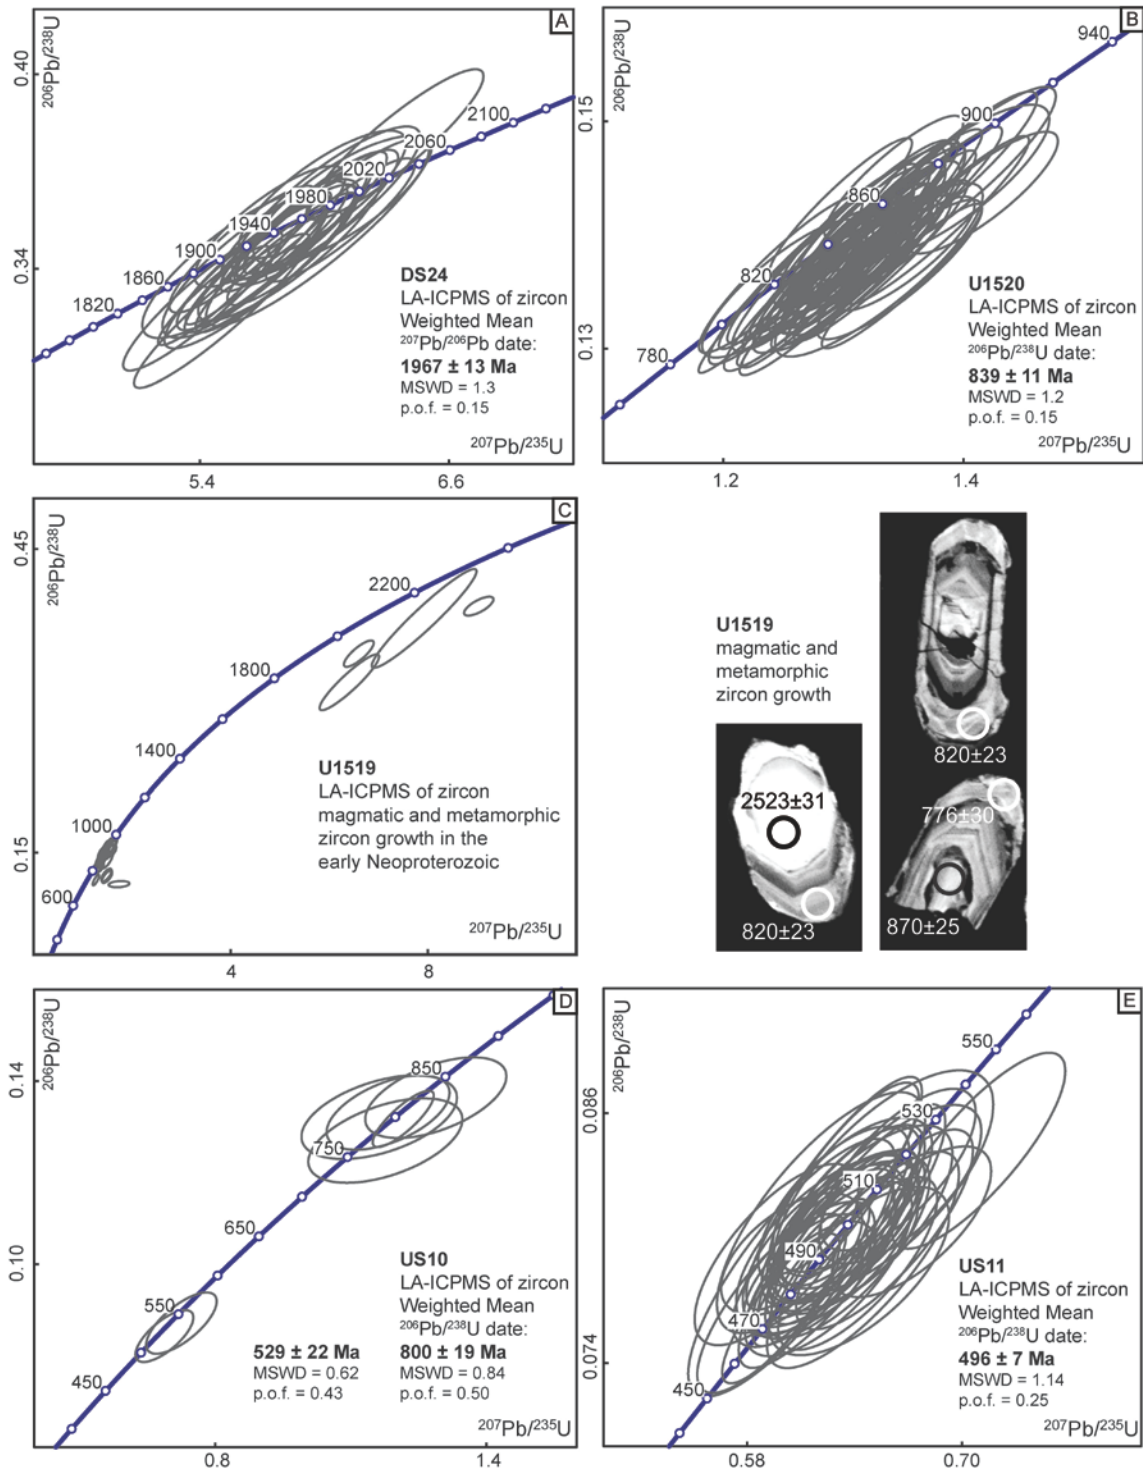 A
²⁰⁶Pb/²³⁸U
0.40
0.34
2100
2060
2020
1980
1940
1900
1860
1820
DS24
LA-ICPMS of zircon
Weighted Mean
²⁰⁷Pb/²⁰⁶Pb date:
1967 ± 13 Ma
MSWD = 1.3
p.o.f. = 0.15
²⁰⁷Pb/²³⁵U
5.4
6.6
B
²⁰⁶Pb/²³⁸U
0.15
0.13
940
900
860
820
780
U1520
LA-ICPMS of zircon
Weighted Mean
²⁰⁶Pb/²³⁸U date:
839 ± 11 Ma
MSWD = 1.2
p.o.f. = 0.15
²⁰⁷Pb/²³⁵U
1.2
1.4
C
²⁰⁶Pb/²³⁸U
0.45
0.15
2200
1800
1400
1000
600
U1519
LA-ICPMS of zircon
magmatic and metamorphic
zircon growth in the
early Neoproterozoic
²⁰⁷Pb/²³⁵U
4
8
U1519
magmatic and
metamorphic
zircon growth
2523±31
820±23
820±23
776±30
870±25
D
²⁰⁶Pb/²³⁸U
0.14
0.10
850
750
650
550
450
US10
LA-ICPMS of zircon
Weighted Mean
²⁰⁶Pb/²³⁸U date:
529 ± 22 Ma
MSWD = 0.62
p.o.f. = 0.43
800 ± 19 Ma
MSWD = 0.84
p.o.f. = 0.50
²⁰⁷Pb/²³⁵U
0.8
1.4
E
²⁰⁶Pb/²³⁸U
0.086
0.074
550
530
510
490
470
450
US11
LA-ICPMS of zircon
Weighted Mean
²⁰⁶Pb/²³⁸U date:
496 ± 7 Ma
MSWD = 1.14
p.o.f. = 0.25
²⁰⁷Pb/²³⁵U
0.58
0.70